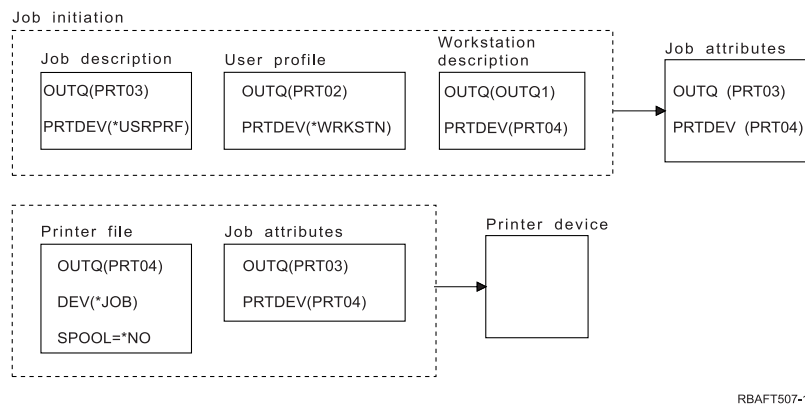 Job initiation
Job description
OUTQ(PRT03)
PRTDEV(*USRPRF)
User profile
OUTQ(PRT02)
PRTDEV(*WRKSTN)
Workstation
description
OUTQ(OUTQ1)
PRTDEV(PRT04)
Job attributes
OUTQ (PRT03)
PRTDEV (PRT04)
Printer file
OUTQ(PRT04)
DEV(*JOB)
SPOOL=*NO
Job attributes
OUTQ(PRT03)
PRTDEV(PRT04)
Printer device
RBAFT507-1